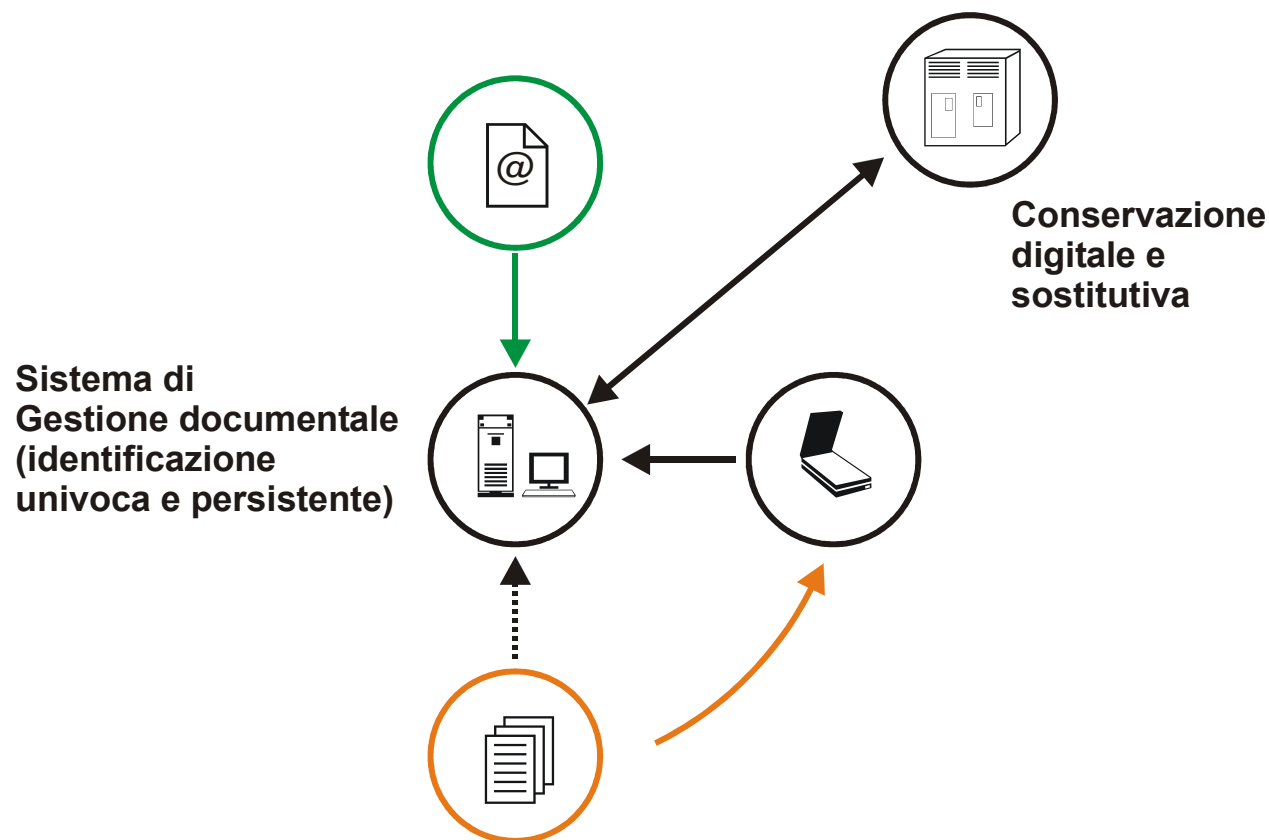 @
Conservazione
digitale e
sostitutiva
Sistema di
Gestione documentale
(identificazione
univoca e persistente)